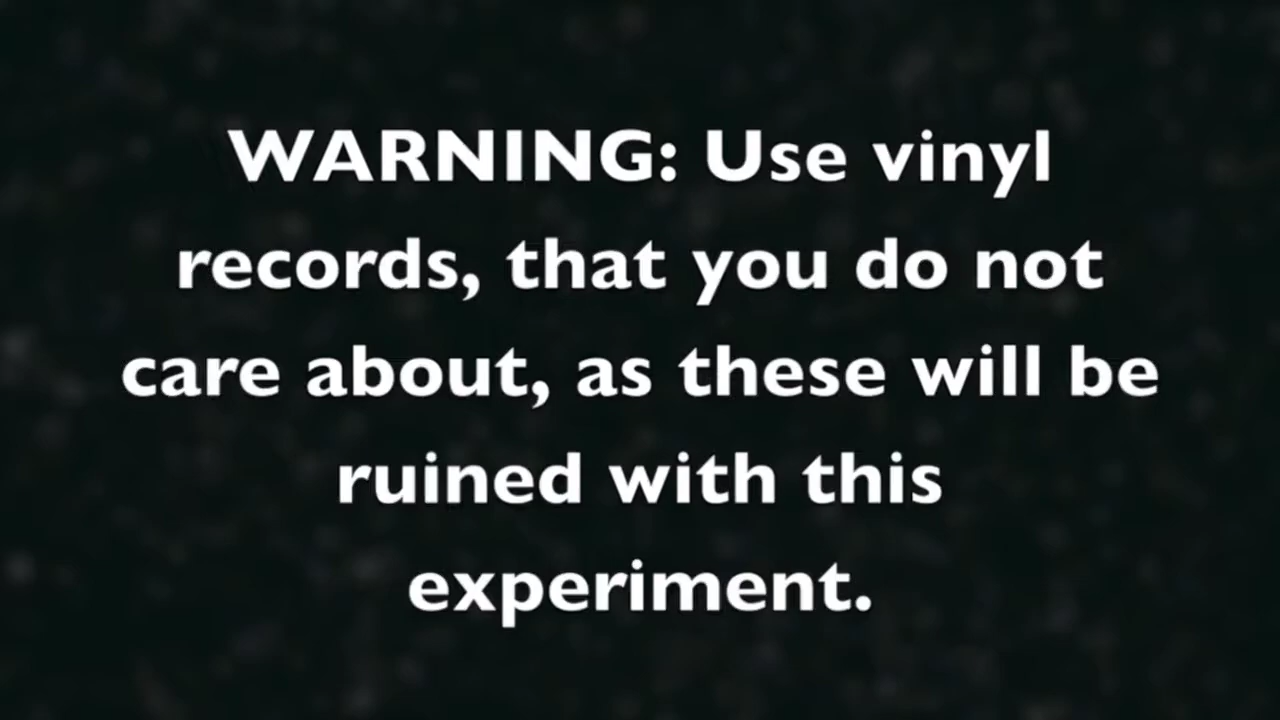 WARNING: Use vinyl
records, that you do not
care about, as these will be
ruined with this
experiment.